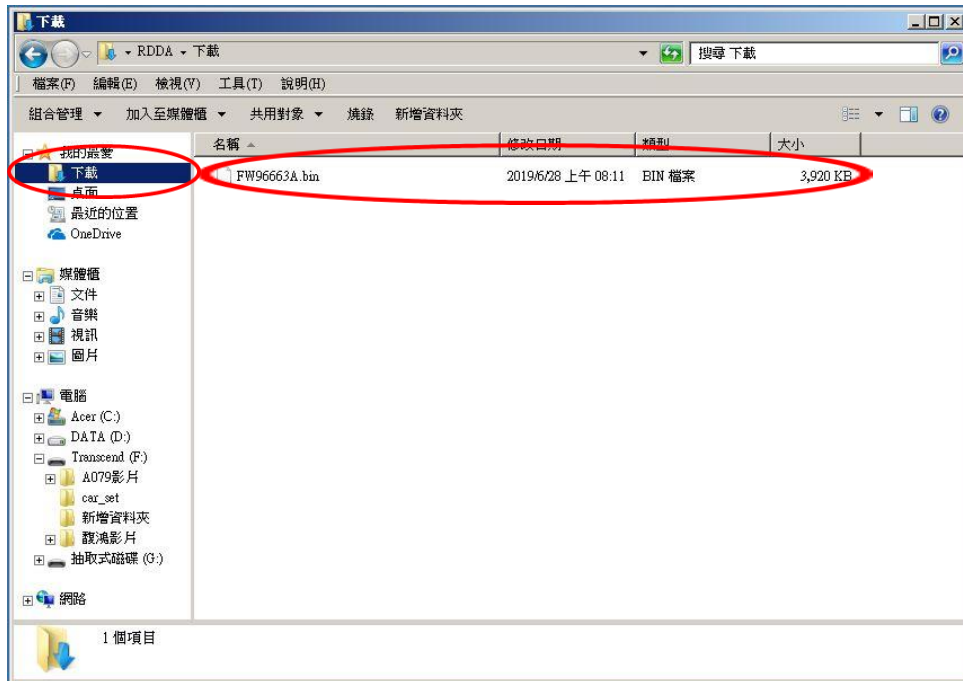 下載
RDDA 下載 搜尋 下載
檔案(F) 編輯(E) 檢視(V) 工具(T) 說明(H)
組合管理 加入至媒體櫃 共用對象 燒錄 新增資料夾
我的最愛
下載
桌面
最近的位置
OneDrive
媒體櫃
文件
音樂
視訊
圖片
電腦
Acer (C:)
DATA (D:)
Transcend (F:)
A079影片
car_set
新增資料夾
馥鴻影片
抽取式磁碟 (G:)
網路
名稱 修改日期 類型 大小
FW96663A.bin 2019/6/28 上午 08:11 BIN 檔案 3,920 KB
1 個項目